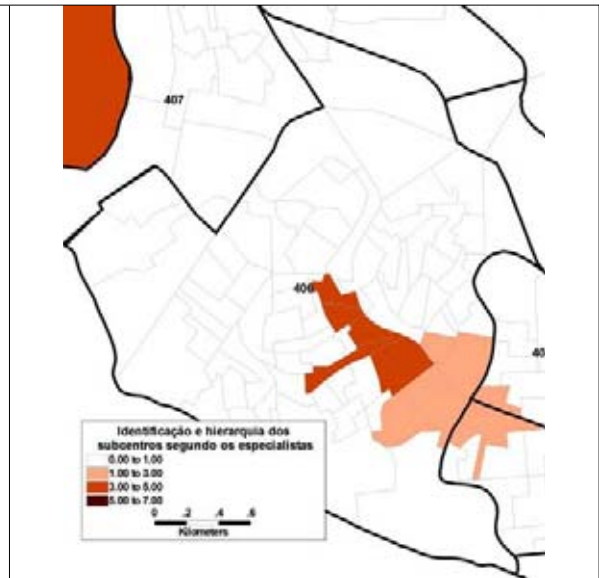 407
406
40
Identificação e hierarquia dos
subcentros segundo os especialistas
0.00 to 1.00
1.00 to 3.00
3.00 to 5.00
5.00 to 7.00
0 .2 .4 .6
Kilometers